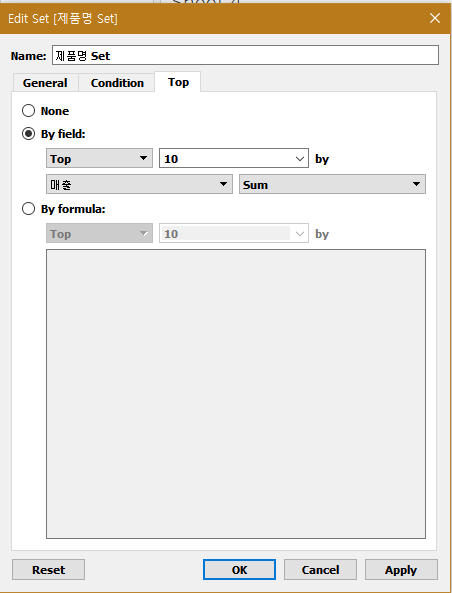 Edit Set [제품명 Set]
Name: 제품명 Set
General Condition Top
None
By field:
Top 10 by
매출 Sum
By formula:
Top 10 by
Reset OK Cancel Apply